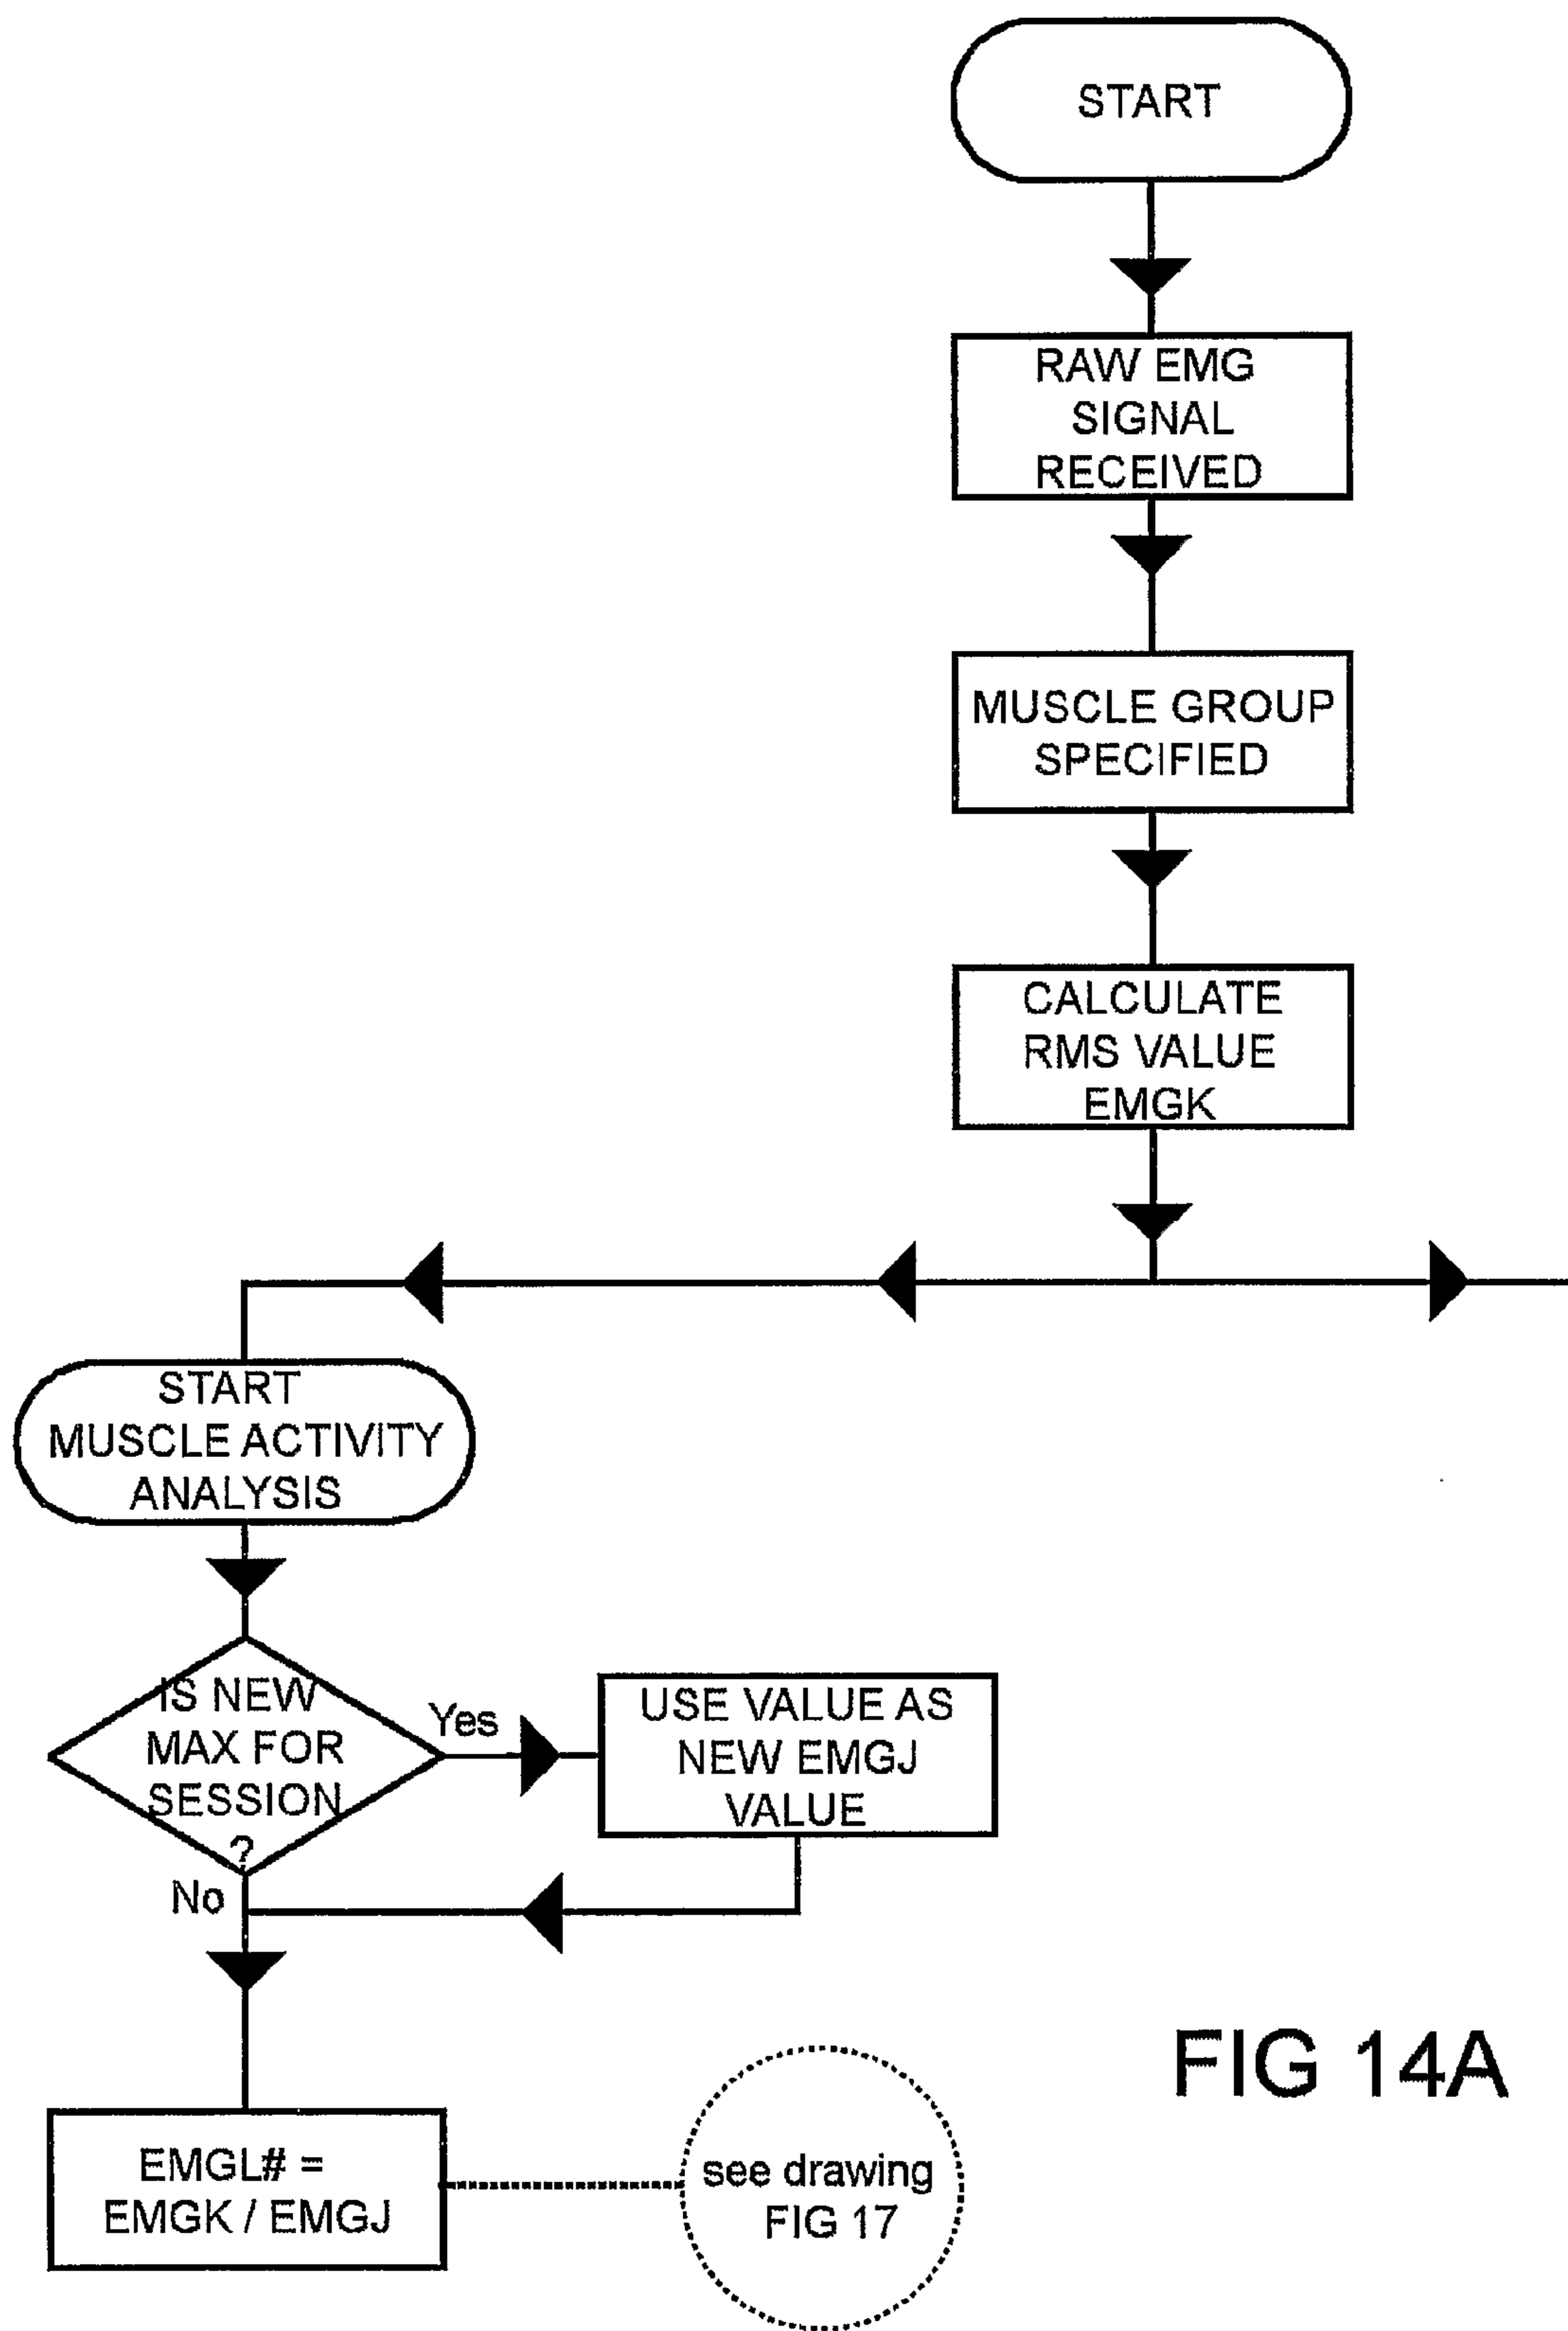 START
RAW EMG
SIGNAL
RECEIVED
MUSCLE GROUP
SPECIFIED
CALCULATE
RMS VALUE
EMGK
START
MUSCLE ACTIVITY
ANALYSIS
IS NEW
MAX FOR
SESSION
?
Yes
USE VALUE AS
NEW EMGJ
VALUE
No
EMGL# =
EMGK / EMGJ
see drawing
FIG 17
FIG 14A